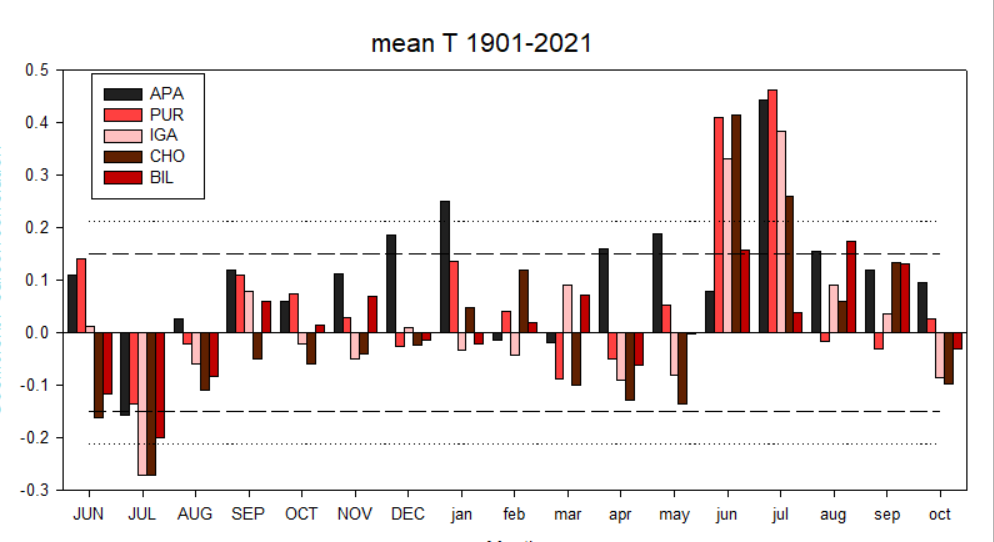 mean T 1901-2021
0.5
0.4
0.3
0.2
0.1
0.0
-0.1
-0.2
-0.3
APA
PUR
IGA
CHO
BIL
JUN JUL AUG SEP OCT NOV DEC jan feb mar apr may jun jul aug sep oct